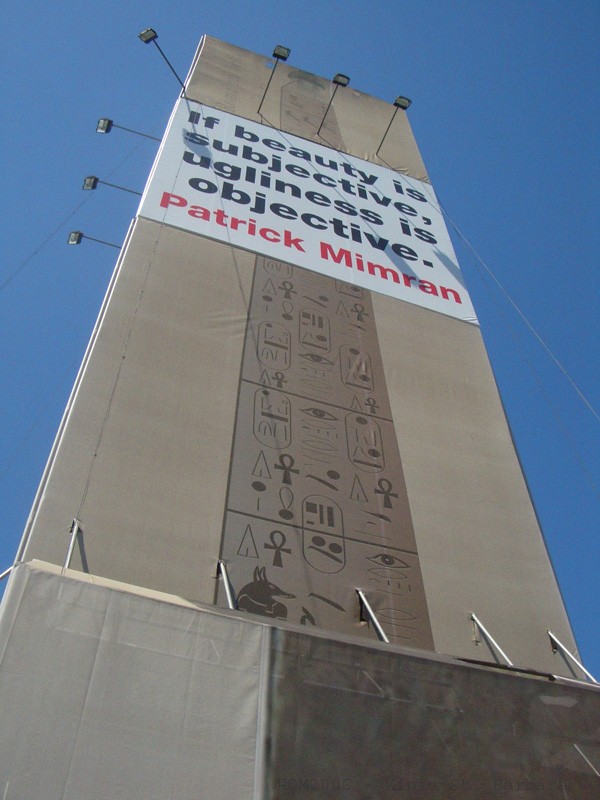 If beauty is
subjective,
ugliness is
objective.
Patrick Mimran